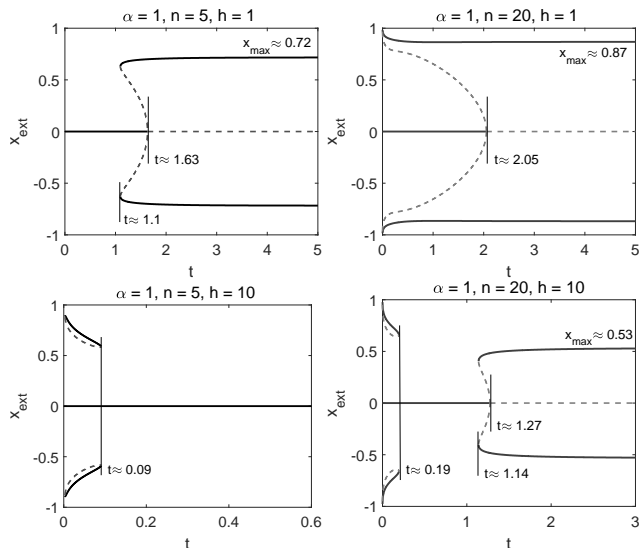 α = 1, n = 5, h = 1
x_ext
1
0.5
0
-0.5
-1
x_max ≈ 0.72
t≈ 1.63
t≈ 1.1
0 1 2 3 4 5
t
α = 1, n = 20, h = 1
x_ext
1
0.5
0
-0.5
-1
x_max ≈ 0.87
t≈ 2.05
0 1 2 3 4 5
t
α = 1, n = 5, h = 10
x_ext
1
0.5
0
-0.5
-1
t≈ 0.09
0 0.2 0.4 0.6
t
α = 1, n = 20, h = 10
x_ext
1
0.5
0
-0.5
-1
x_max ≈ 0.53
t≈ 1.27
t≈ 0.19
t≈ 1.14
0 1 2 3
t